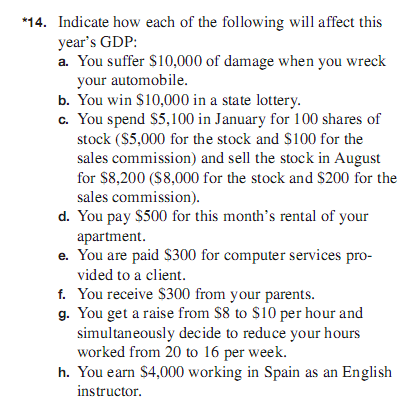 *14. Indicate how each of the following will affect this
year's GDP:
a. You suffer $10,000 of damage when you wreck
your automobile.
b. You win $10,000 in a state lottery.
c. You spend $5,100 in January for 100 shares of
stock ($5,000 for the stock and $100 for the
sales commission) and sell the stock in August
for $8,200 ($8,000 for the stock and $200 for the
sales commission).
d. You pay $500 for this month's rental of your
apartment.
e. You are paid $300 for computer services pro-
vided to a client.
f. You receive $300 from your parents.
g. You get a raise from $8 to $10 per hour and
simultaneously decide to reduce your hours
worked from 20 to 16 per week.
h. You earn $4,000 working in Spain as an English
instructor.